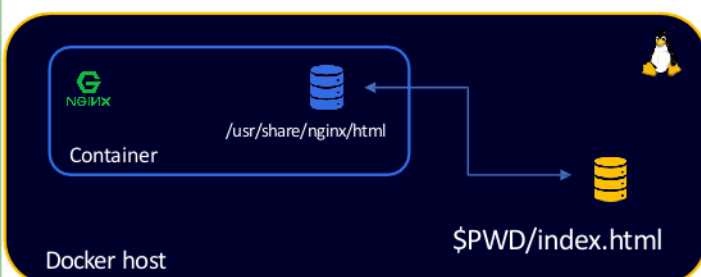 NGINX
/usr/share/nginx/html
Container
$PWD/index.html
Docker host